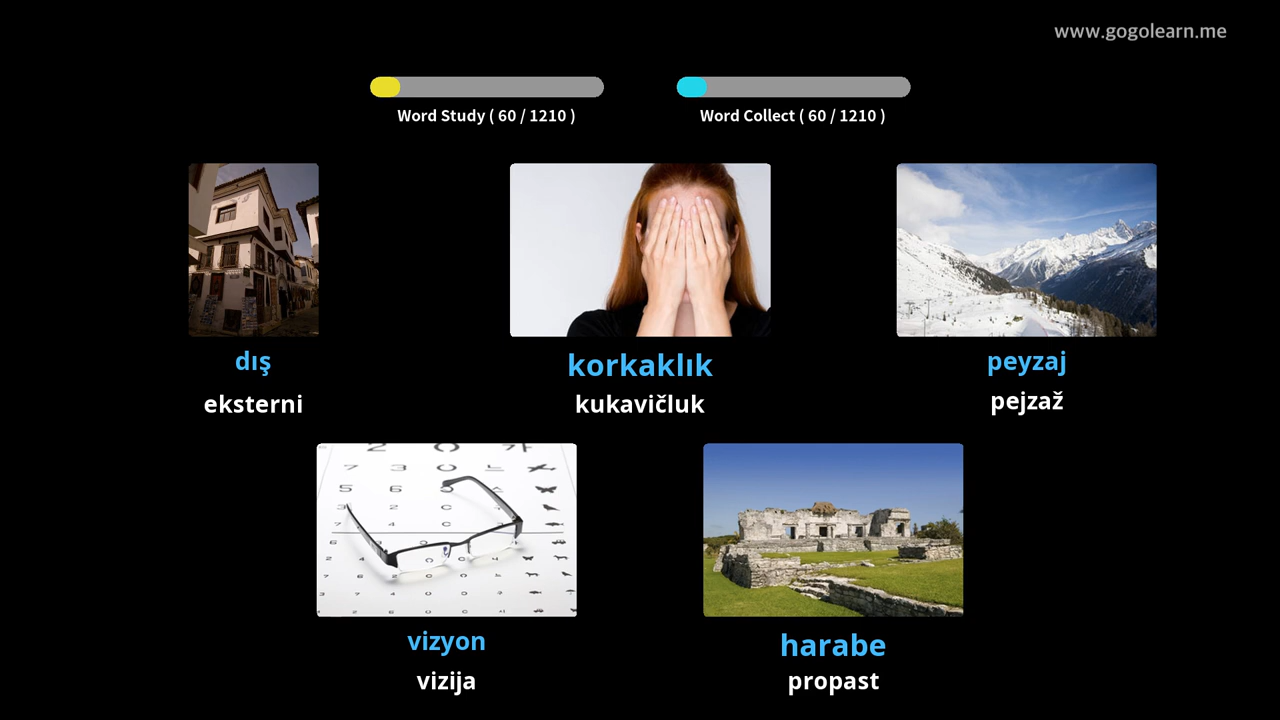 www.gogolearn.me
Word Study ( 60 / 1210 )
Word Collect ( 60 / 1210 )
dış
eksterni
korkaklık
kukavičluk
peyzaj
pejzaž
vizyon
vizija
harabe
propast